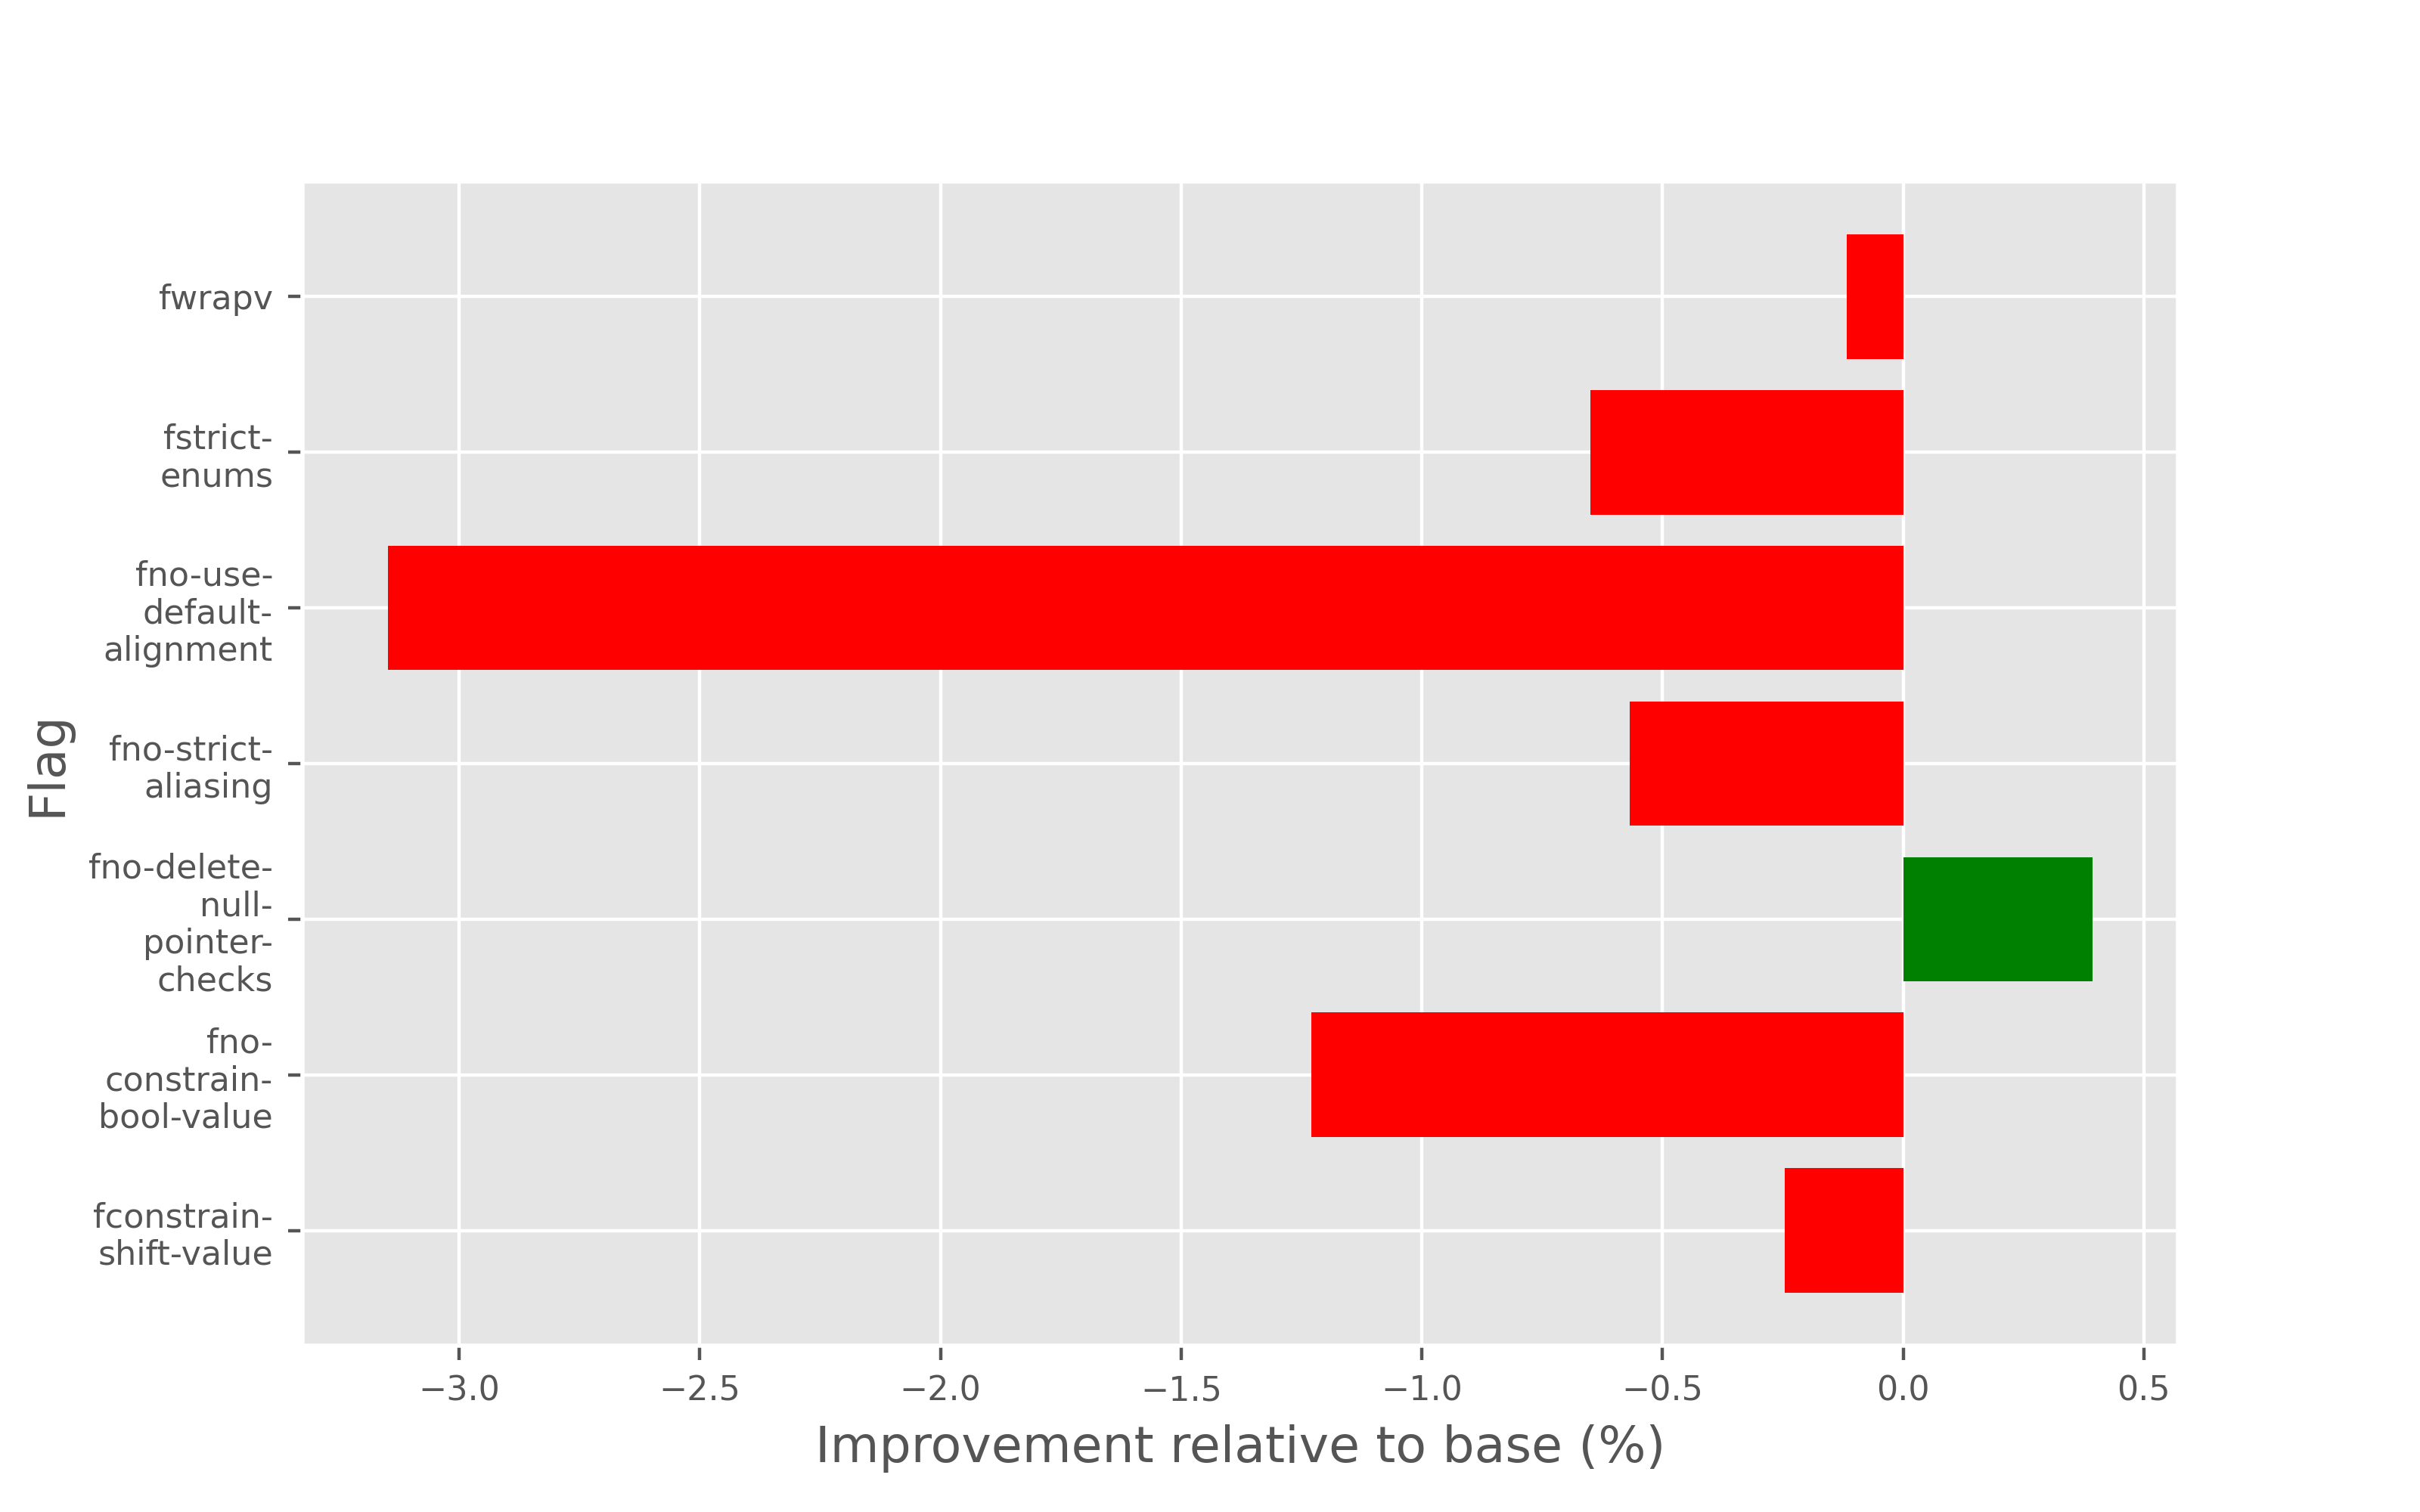 fwrapv
fstrict-
enums
fno-use-
default-
alignment
fno-strict-
aliasing
fno-delete-
null-
pointer-
checks
fno-
constrain-
bool-value
fconstrain-
shift-value
Flag
−3.0
−2.5
−2.0
−1.5
−1.0
−0.5
0.0
0.5
Improvement relative to base (%)